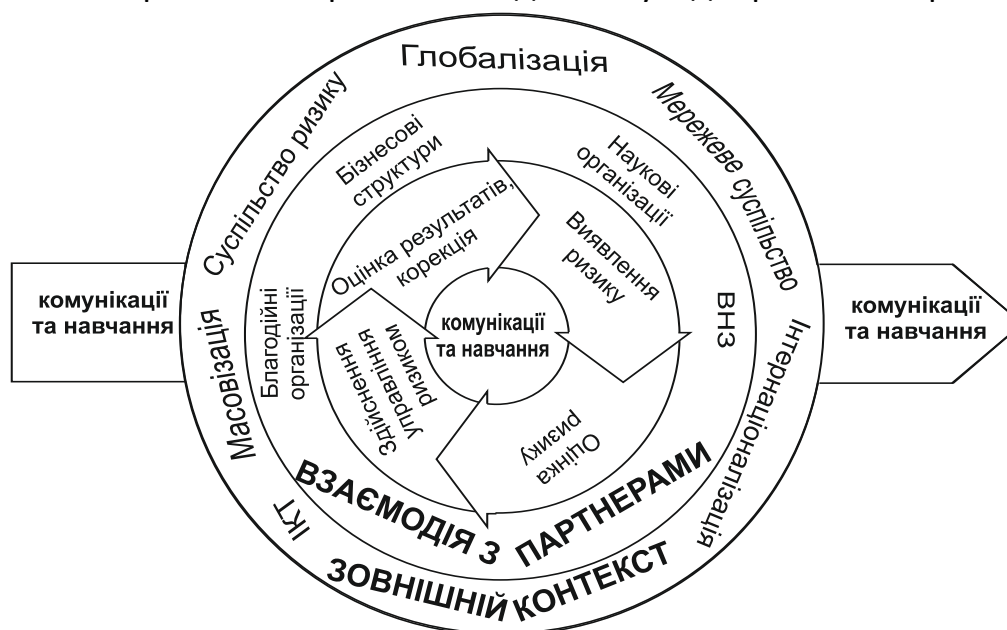 Глобалізація
Суспільство ризику
Мережеве суспільство
Бізнесові
структури
Наукові
організації
Оцінка результатів,
корекція
Виявлення
ризику
комунікації
та навчання
Благодійні
організації
комунікації
та навчання
ВНЗ
комунікації
та навчання
Масовізація
Здійснення
управління
ризиком
Оцінка
ризику
Інтернаціоналізація
ІКТ
ВЗАЄМОДІЯ З ПАРТНЕРАМИ
ЗОВНІШНІЙ КОНТЕКСТ